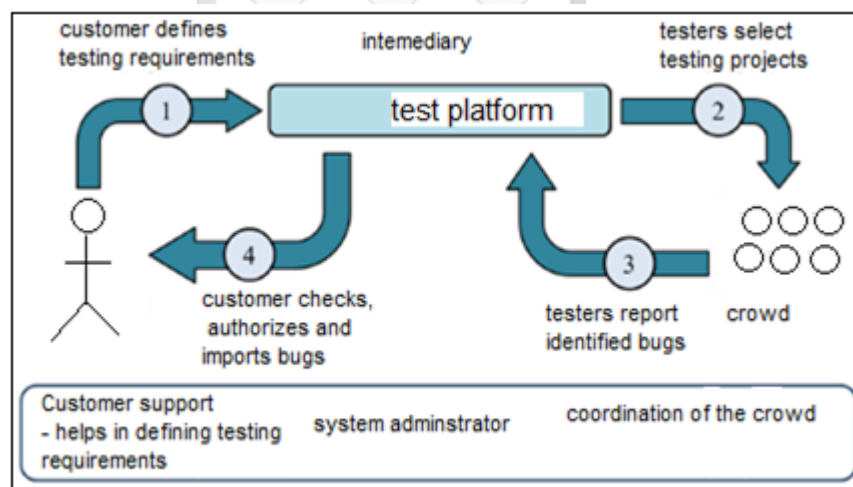 customer defines
testing requirements
intemediary
testers select
testing projects
1
test platform
2
4
customer checks,
authorizes and
imports bugs
3
testers report
identified bugs
crowd
Customer support
- helps in defining testing
requirements
system adminstrator
coordination of the crowd